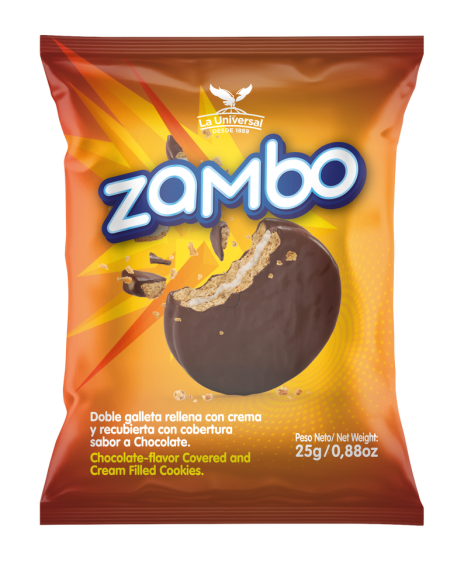 La Universal
DESDE 1889
zambo
Doble galleta rellena con crema
y recubierta con cobertura
sabor a Chocolate.
Chocolate-flavor Covered and
Cream Filled Cookies.
Peso Neto/ Net Weight:
25g/0,88oz